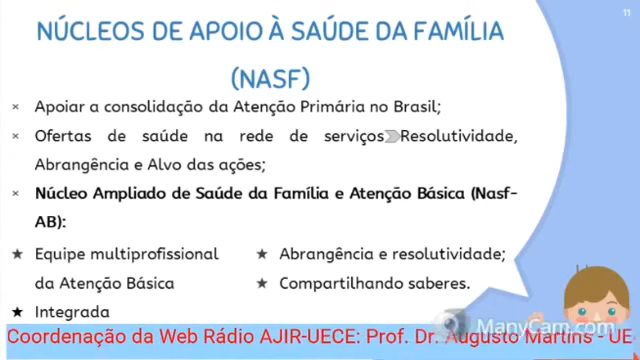 11
NÚCLEOS DE APOIO À SAÚDE DA FAMÍLIA
(NASF)
× Apoiar a consolidação da Atenção Primária no Brasil;
× Ofertas de saúde na rede de serviços Resolutividade,
Abrangência e Alvo das ações;
× Núcleo Ampliado de Saúde da Família e Atenção Básica (Nasf-
AB):
★ Equipe multiprofissional
da Atenção Básica
★ Integrada
★ Abrangência e resolutividade;
★ Compartilhando saberes.
ManyCam.com
Coordenação da Web Rádio AJIR-UECE: Prof. Dr. Augusto Martins - UE